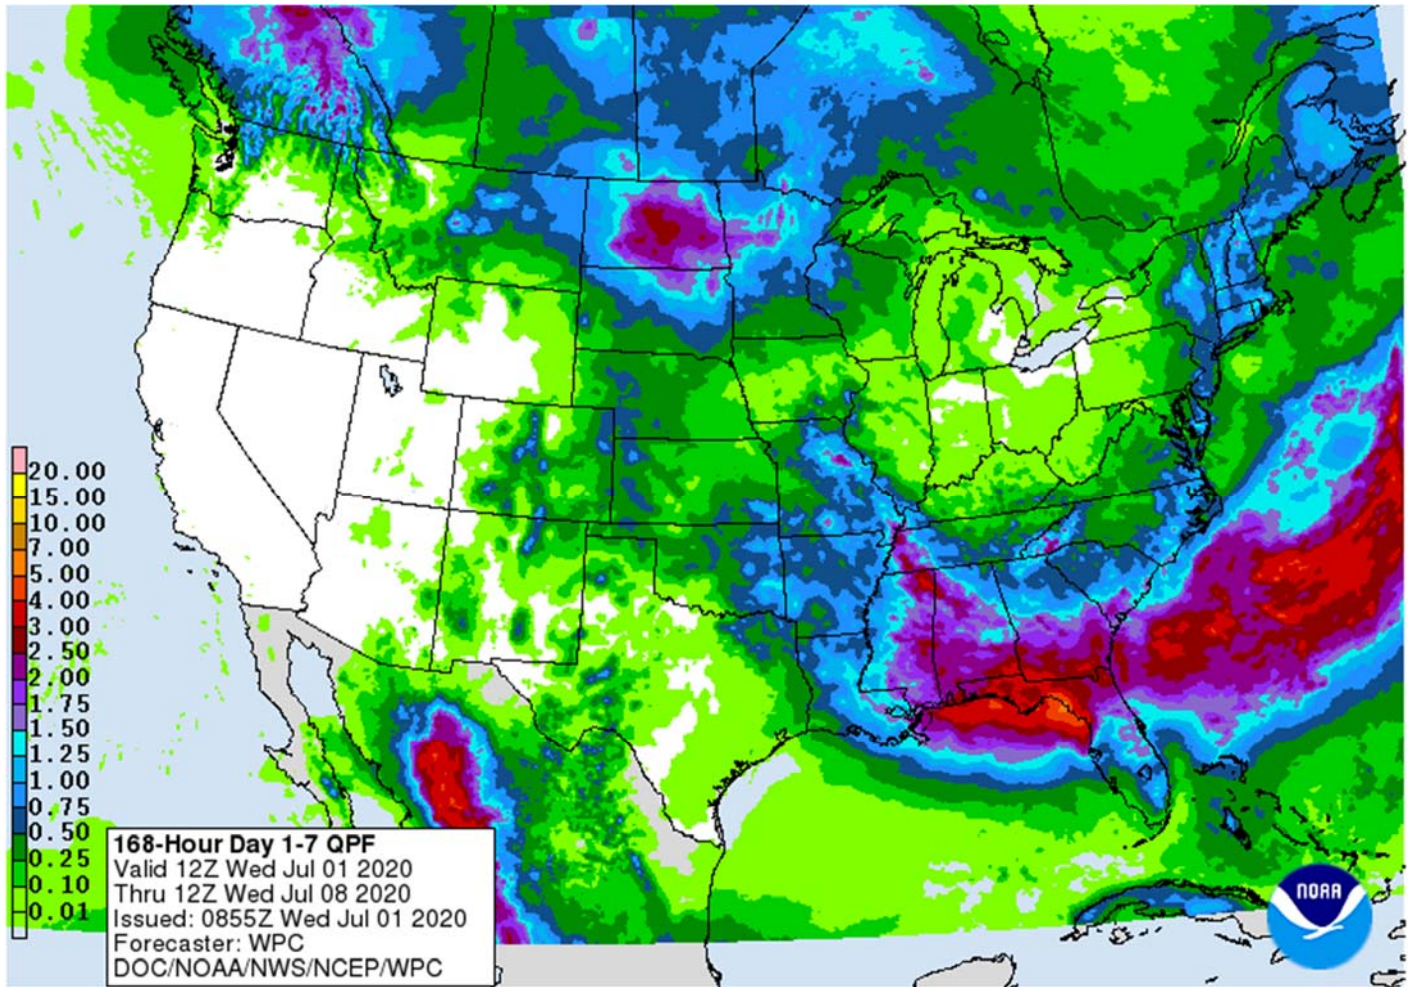 20.00
15.00
10.00
7.00
5.00
4.00
3.00
2.50
2.00
1.75
1.50
1.25
1.00
0.75
0.50
0.25
0.10
0.01
168-Hour Day 1-7 QPF
Valid 12Z Wed Jul 01 2020
Thru 12Z Wed Jul 08 2020
Issued: 0855Z Wed Jul 01 2020
Forecaster: WPC
DOC/NOAA/NWS/NCEP/WPC
NOAA